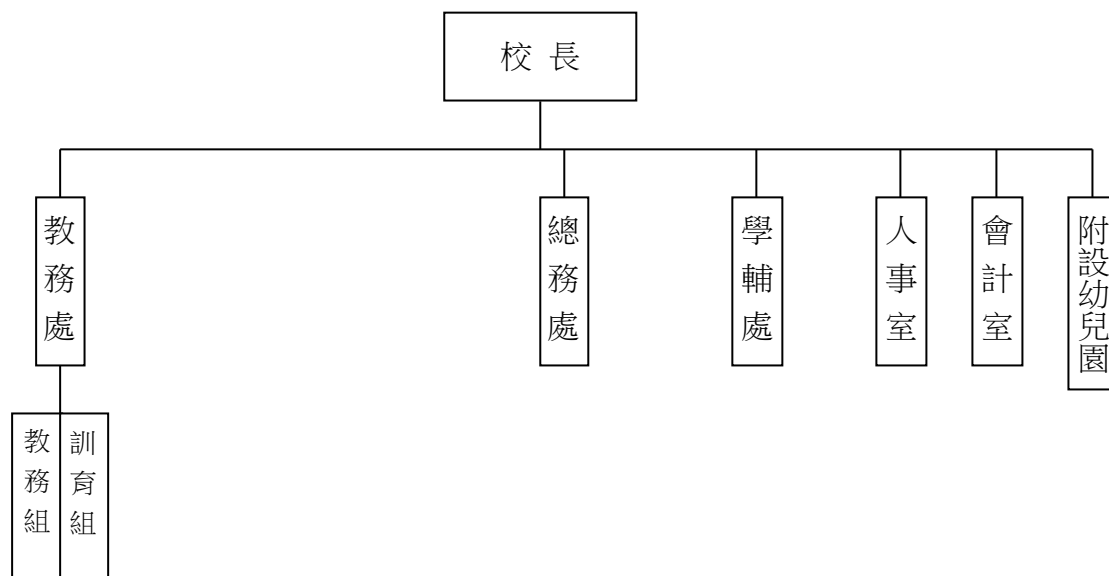 校長
教務處
總務處
學輔處
人事室
會計室
附設幼兒園
教務組
訓育組